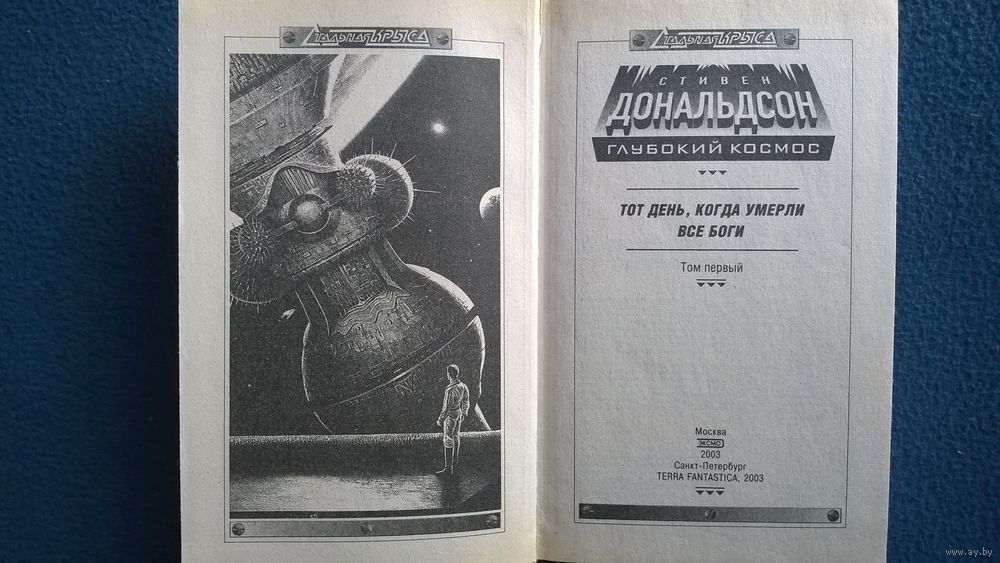 СТАЛЬНАЯ КРЫСА
СТАЛЬНАЯ КРЫСА
СТИВЕН
ДОНАЛЬДСОН
ГЛУБОКИЙ КОСМОС
ТОТ ДЕНЬ, КОГДА УМЕРЛИ
ВСЕ БОГИ
Том первый
Москва
ЭКСМО
2003
Санкт-Петербург
TERRA FANTASTICA, 2003
www.ay.by